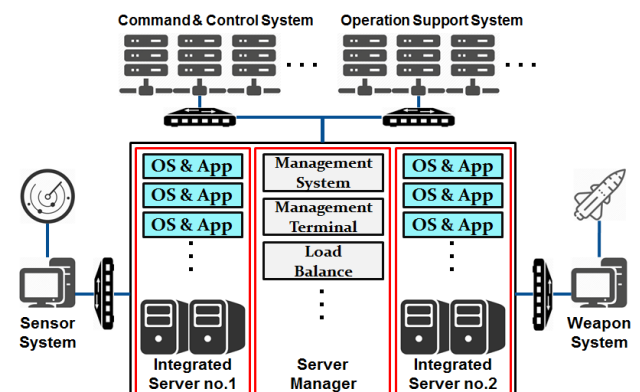 Command & Control System
Operation Support System
OS & App
OS & App
OS & App
Management
System
Management
Terminal
Load
Balance
OS & App
OS & App
OS & App
Sensor
System
Weapon
System
Integrated
Server no.1
Server
Manager
Integrated
Server no.2